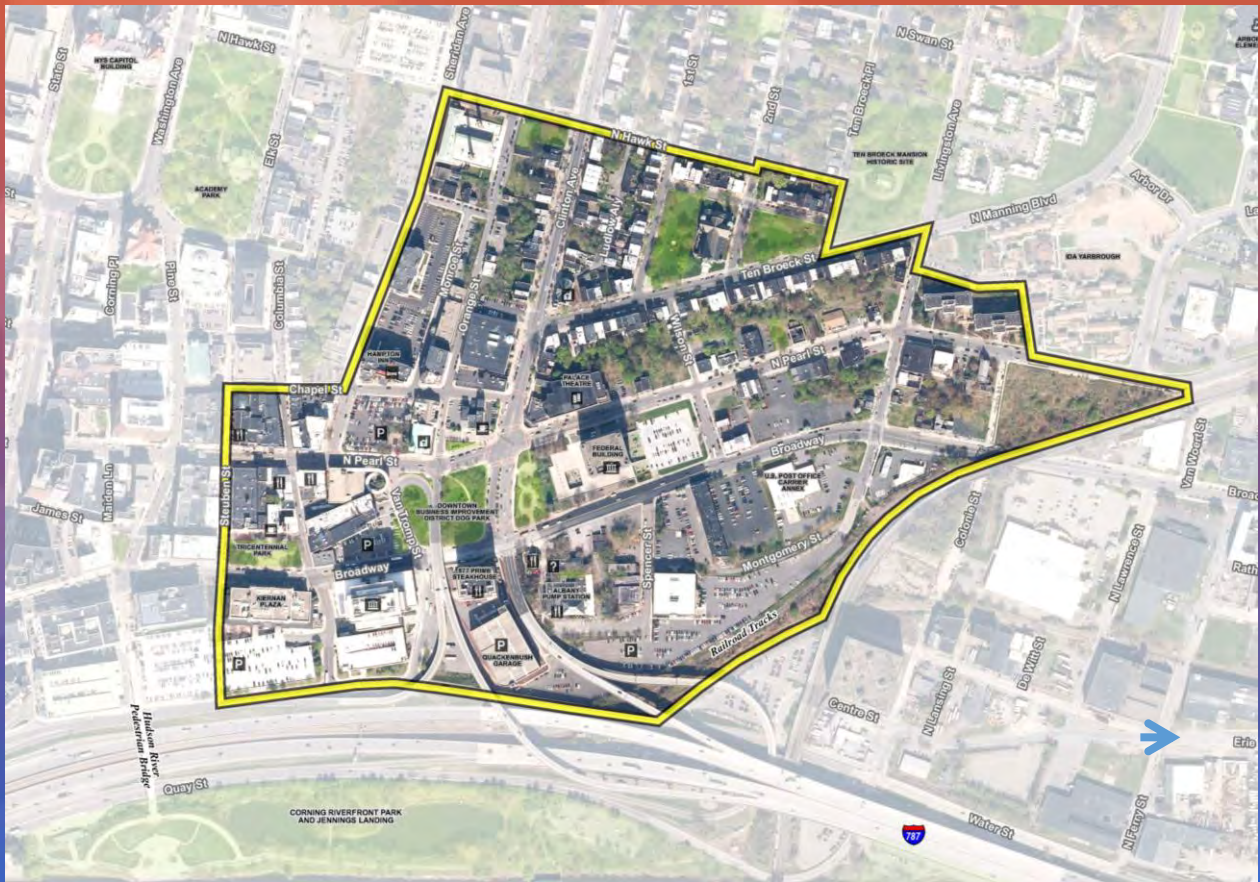 N Hawk St
Sheridan Ave
N Swan St
State St
NYS CAPITOL
BUILDING
Washington Ave
Elk St
ACADEMY
PARK
1st St
2nd St
Ten Broeck Pl
Livingston Ave
N Hawk St
TEN BROECK MANSION
HISTORIC SITE
Arbor Dr
N Manning Blvd
IDA YARBROUGH
Clinton Ave
Ludlow Aly
Ten Broeck St
Monroe St
Orange St
Corning Pl
Pine St
Columbia St
Wilson St
N Pearl St
HAMPTON
INN
PALACE
THEATRE
Chapel St
P
FEDERAL
BUILDING
Broadway
U.S. POST OFFICE
CARRIER
ANNEX
Van Woert St
N Pearl St
Steuben St
Maiden Ln
James St
Van Tromp St
DOWNTOWN
BUSINESS IMPROVEMENT
DISTRICT DOG PARK
Colonie St
N Lawrence St
TRICENTENNIAL
PARK
P
Broadway
Spencer St
Montgomery St
?
677 PRIME
STEAKHOUSE
ALBANY
PUMP STATION
KIERNAN
PLAZA
P
P
QUACKENBUSH
GARAGE
P
Railroad Tracks
De Witt St
N Lansing St
Centre St
Hudson River
Pedestrian Bridge
Quay St
Erie
CORNING RIVERFRONT PARK
AND JENNINGS LANDING
787
Water St
N Ferry St